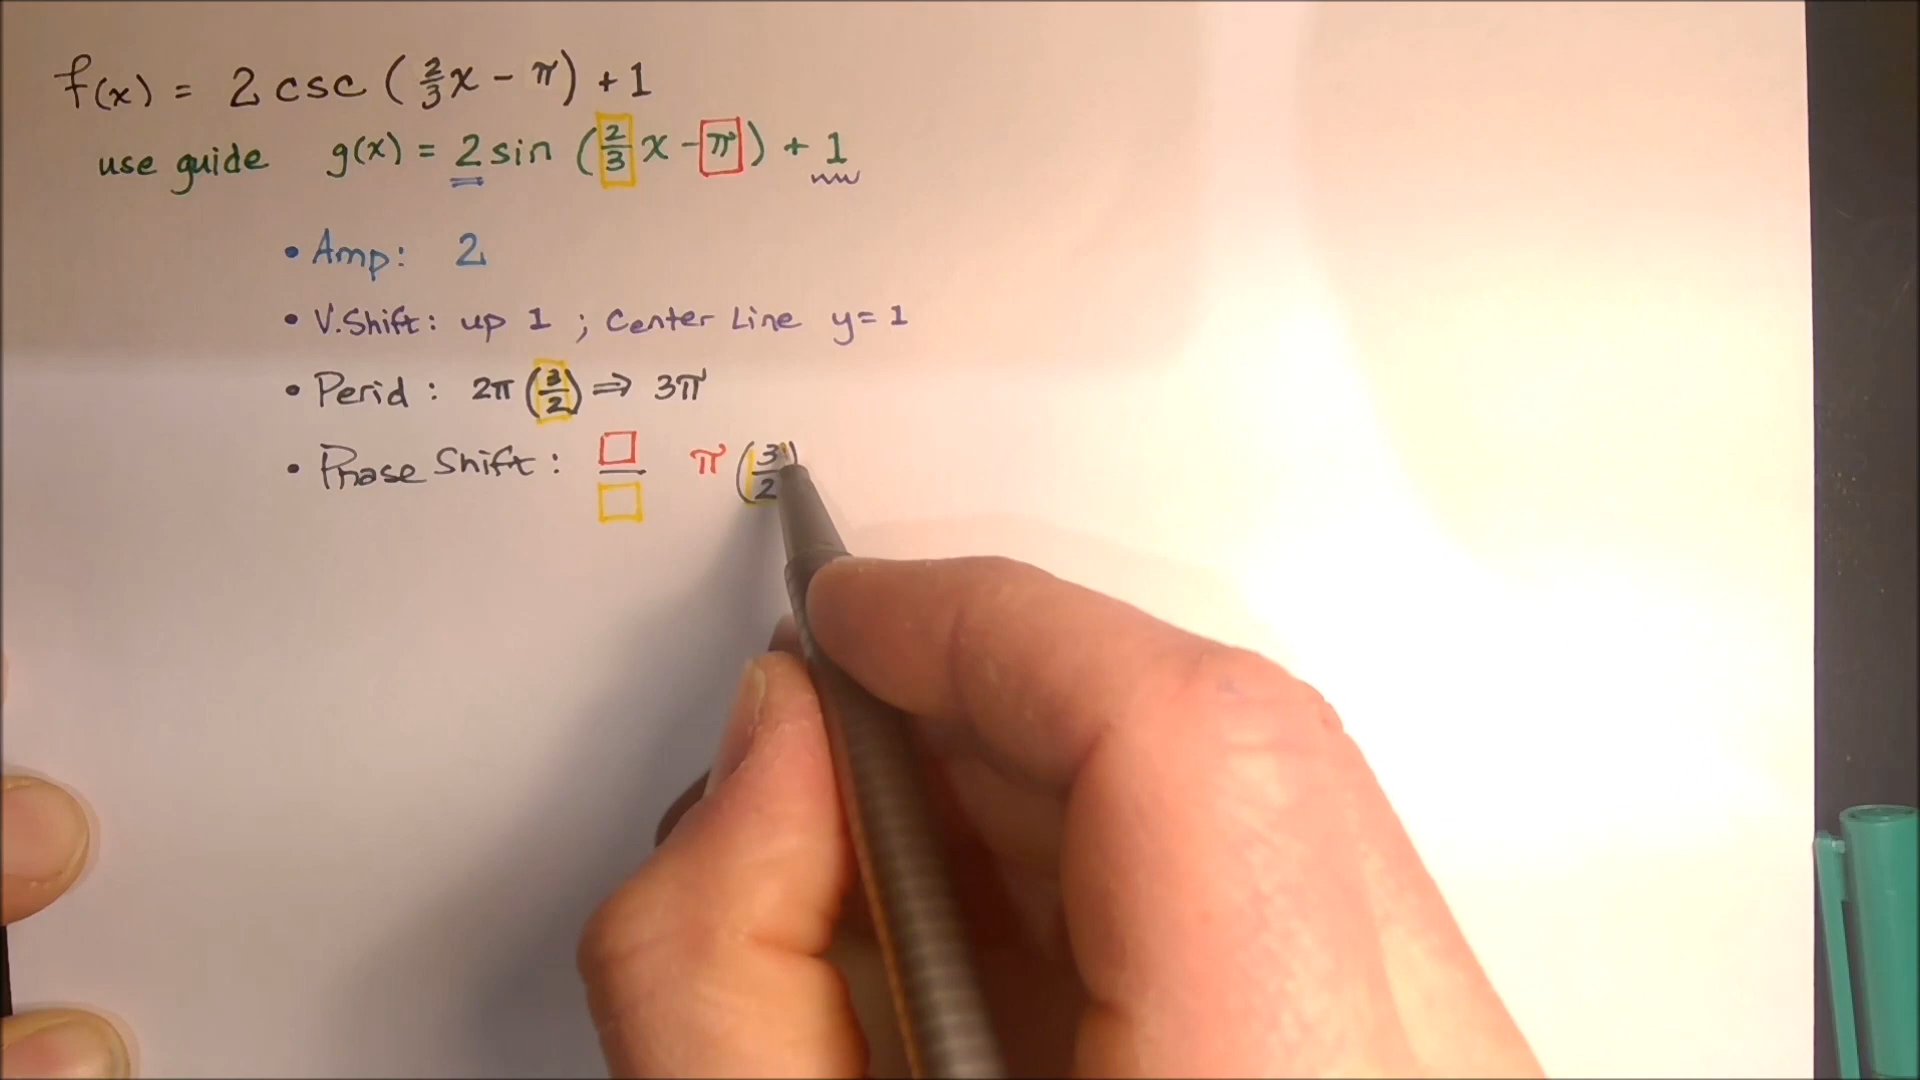 f(x) = 2 csc (2/3 x - π) + 1
use guide g(x) = 2 sin (2/3 x - π) + 1
• Amp: 2
• V.Shift: up 1 ; Center Line y = 1
• Perid : 2π (3/2) ⇒ 3π
• Phase Shift : □/□ π (3/2)